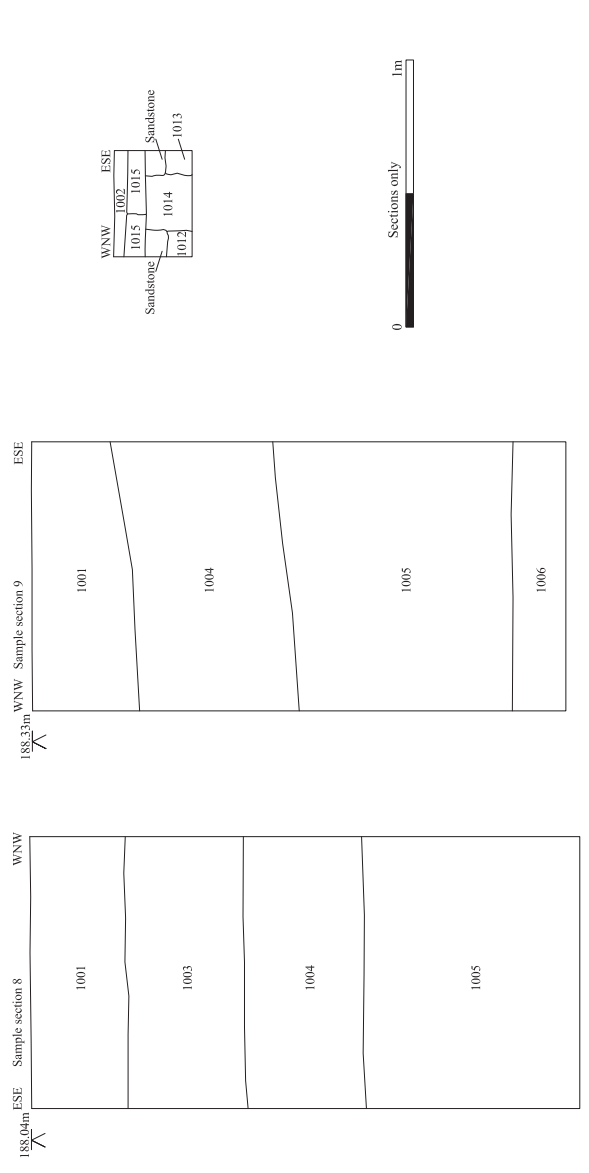 188.04m
ESE Sample section 8 WNW
1001
1003
1004
1005
188.33m
WNW Sample section 9 ESE
1001
1004
1005
1006
WNW ESE
1002
1015 1015
Sandstone Sandstone
1014
1012 1013
Sections only
0 1m